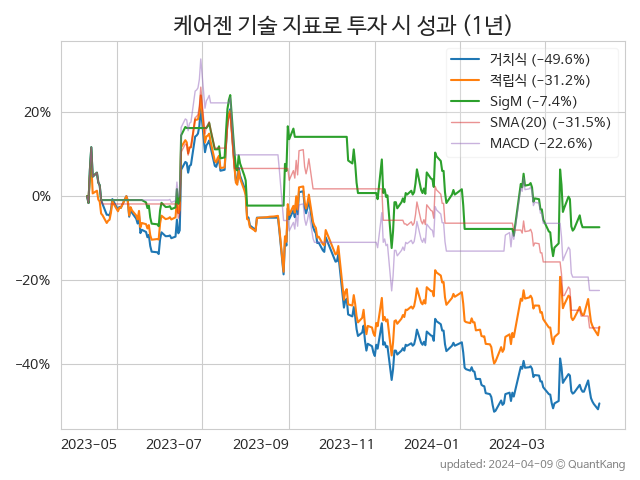 케어젠 기술 지표로 투자 시 성과 (1년)
거치식 (−49.6%)
적립식 (−31.2%)
SigM (−7.4%)
SMA(20) (−31.5%)
MACD (−22.6%)
20%
0%
−20%
−40%
2023-05 2023-07 2023-09 2023-11 2024-01 2024-03
updated: 2024-04-09 © QuantKang